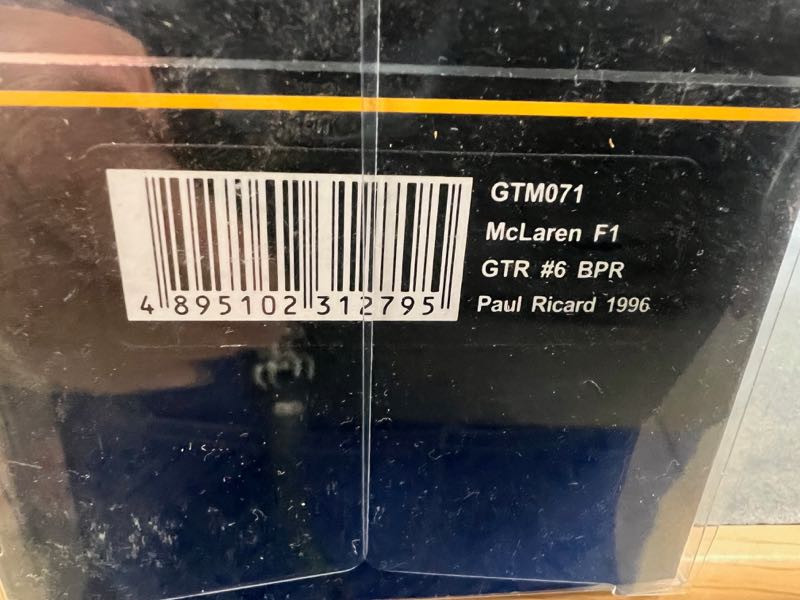 GTM071
McLaren F1
GTR #6 BPR
Paul Ricard 1996
4 895102 312795